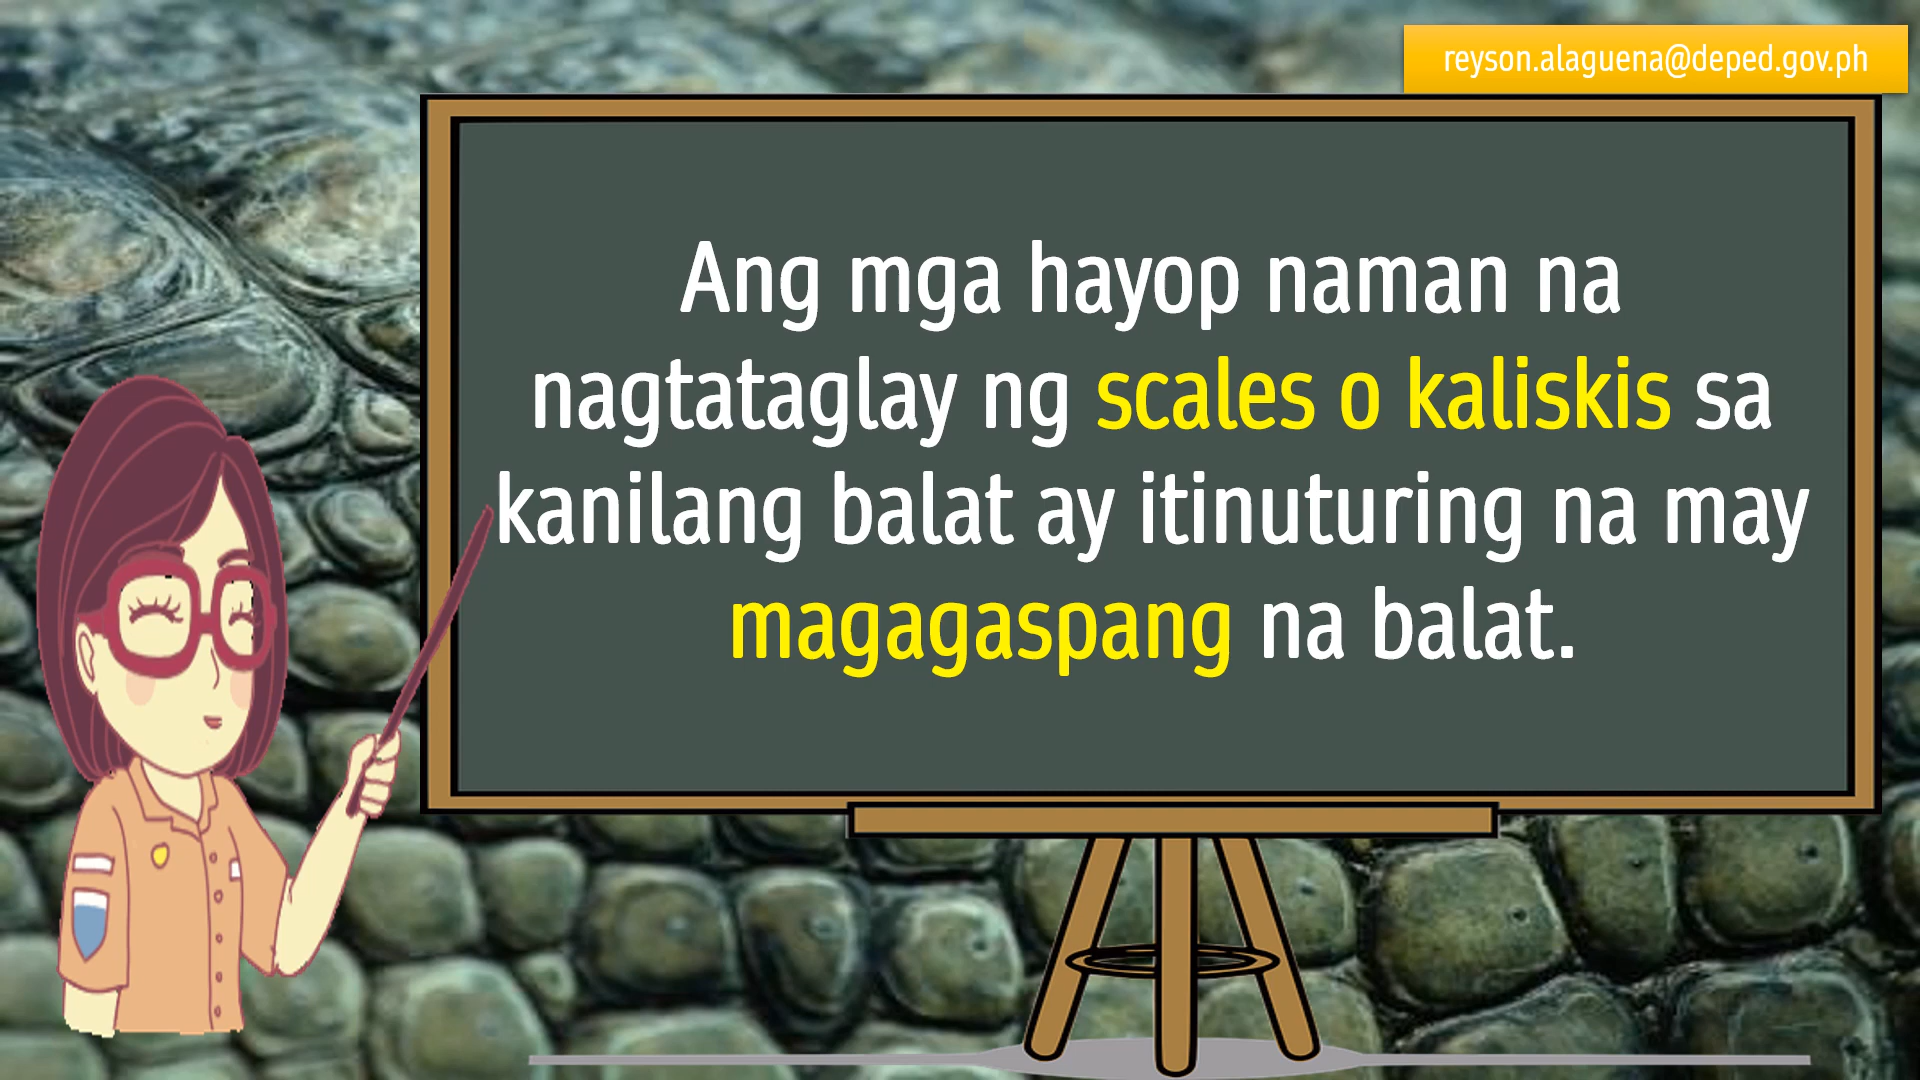 reyson.alaguena@deped.gov.ph
Ang mga hayop naman na
nagtataglay ng scales o kaliskis sa
kanilang balat ay itinuturing na may
magagaspang na balat.